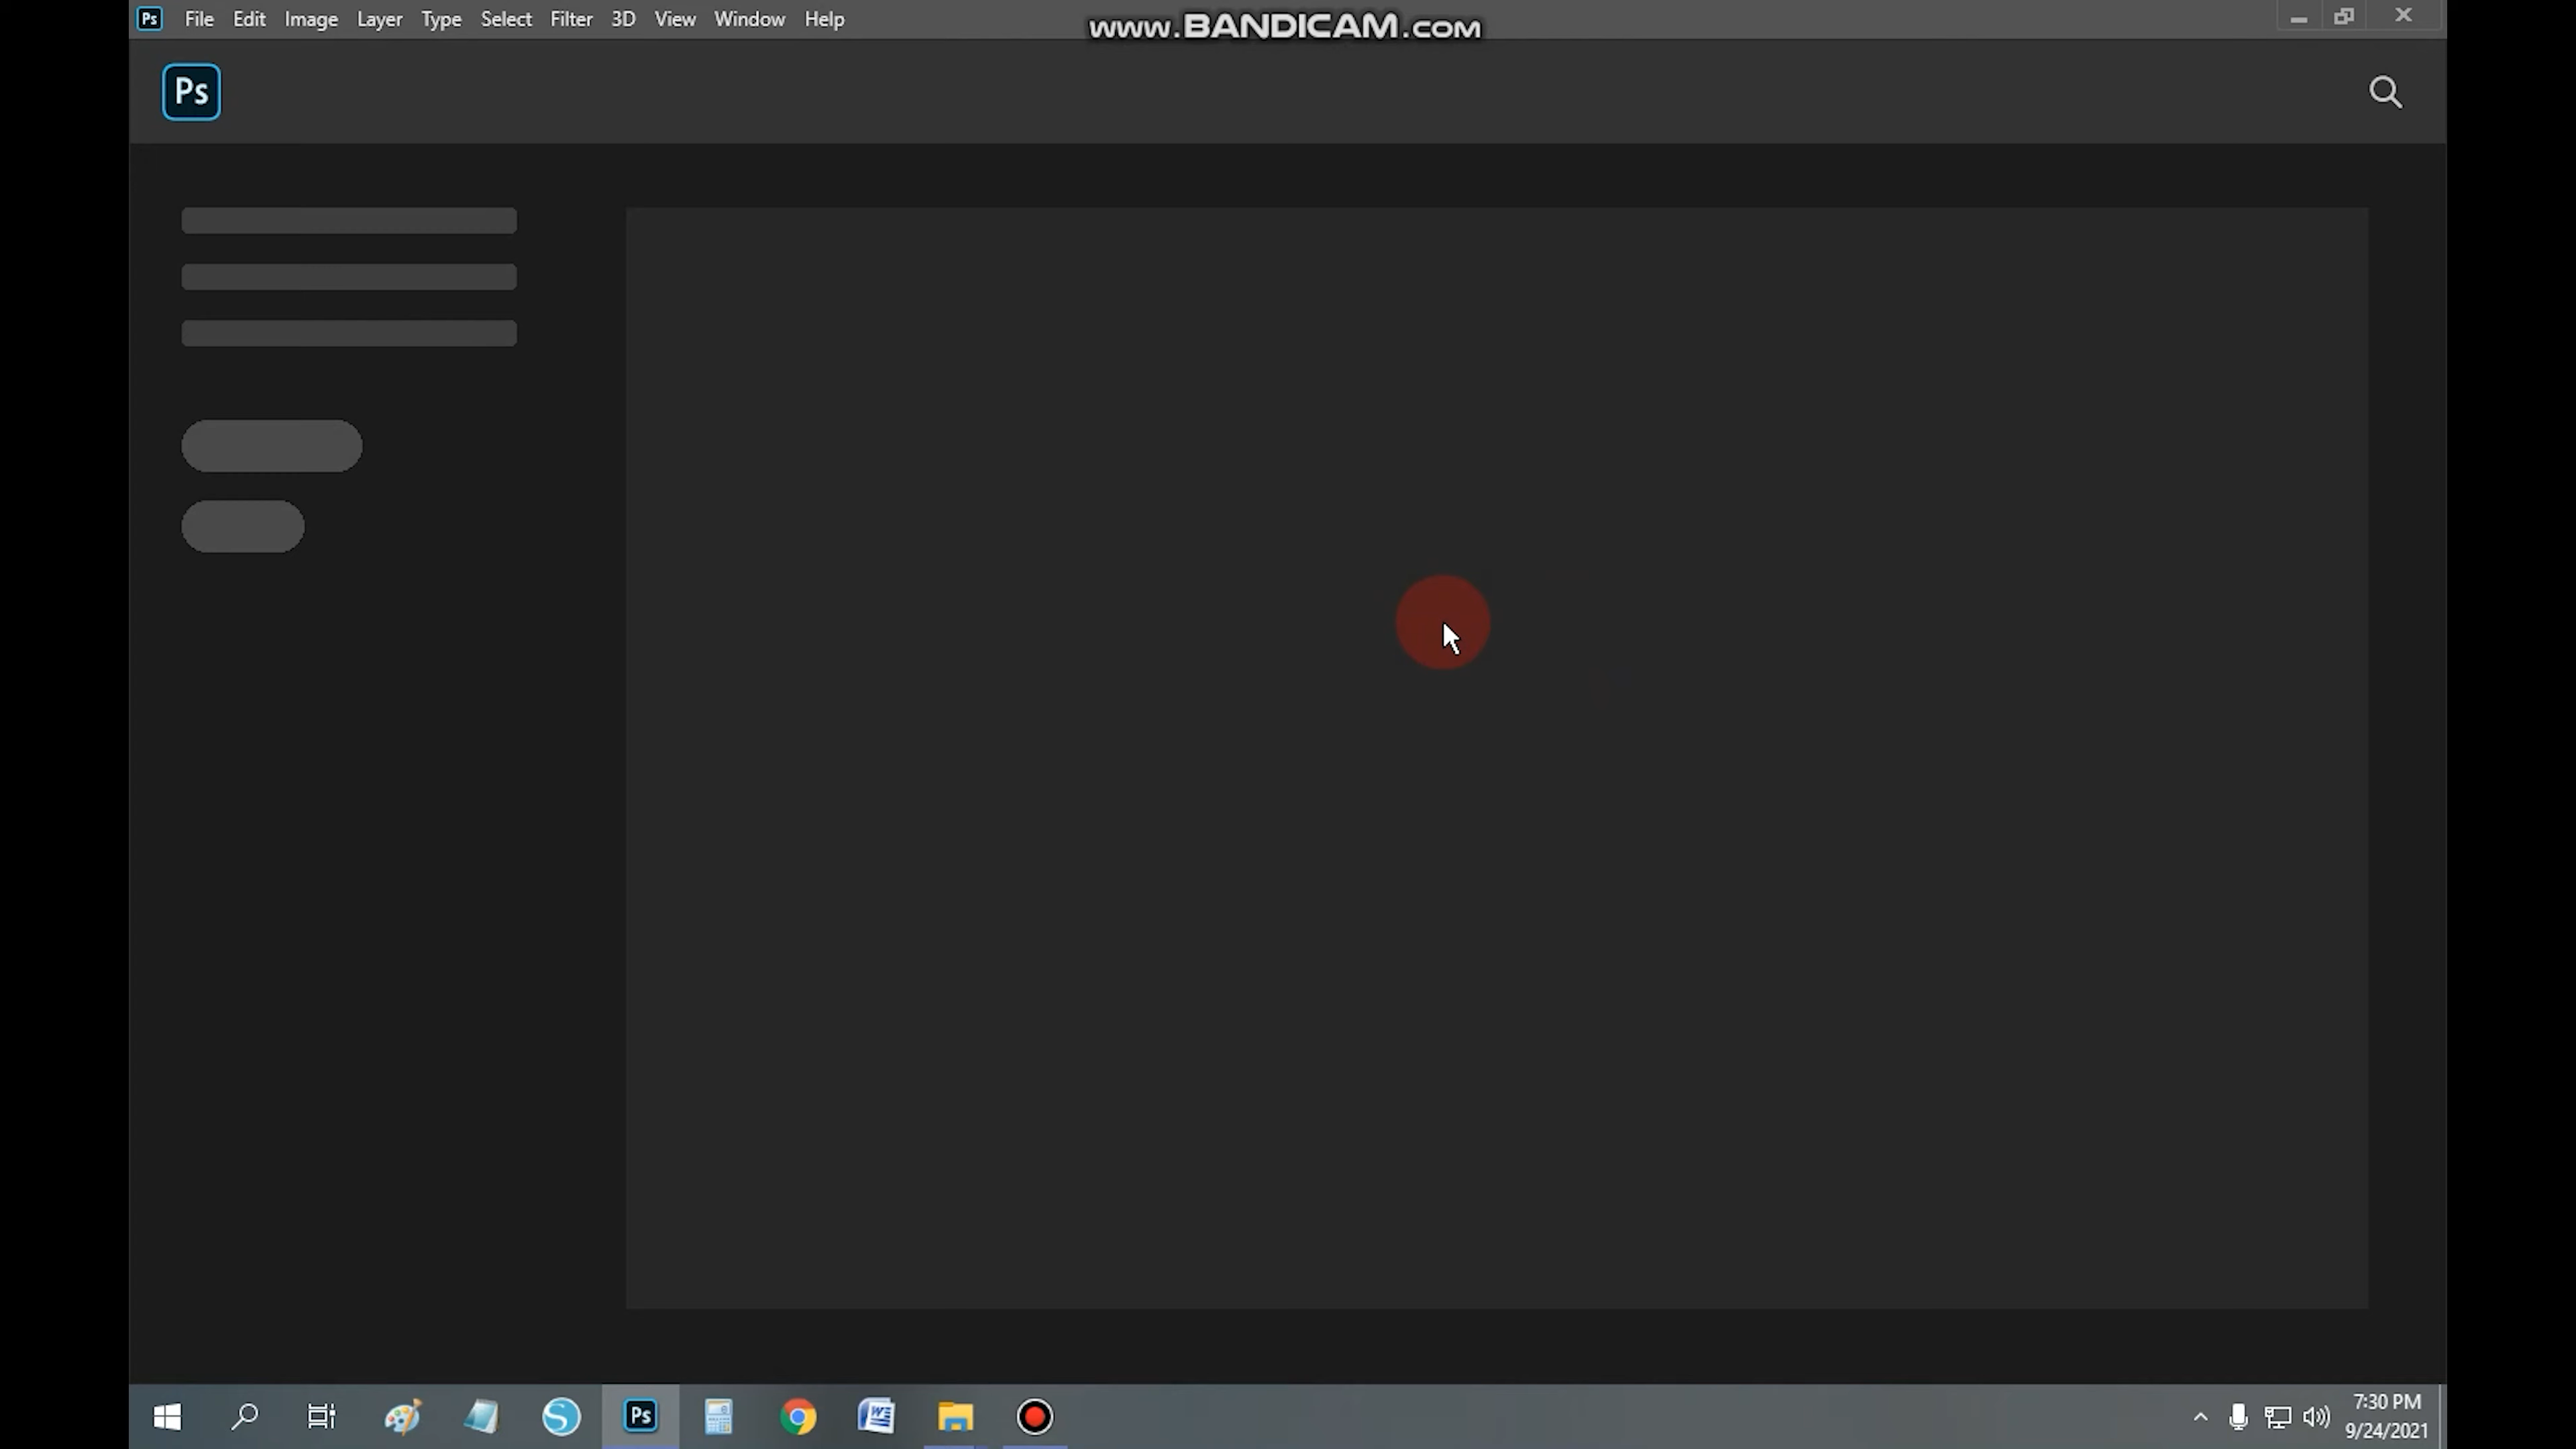 Ps File Edit Image Layer Type Select Filter 3D View Window Help
www.BANDICAM.com
Ps
Ps
7:30 PM
9/24/2021